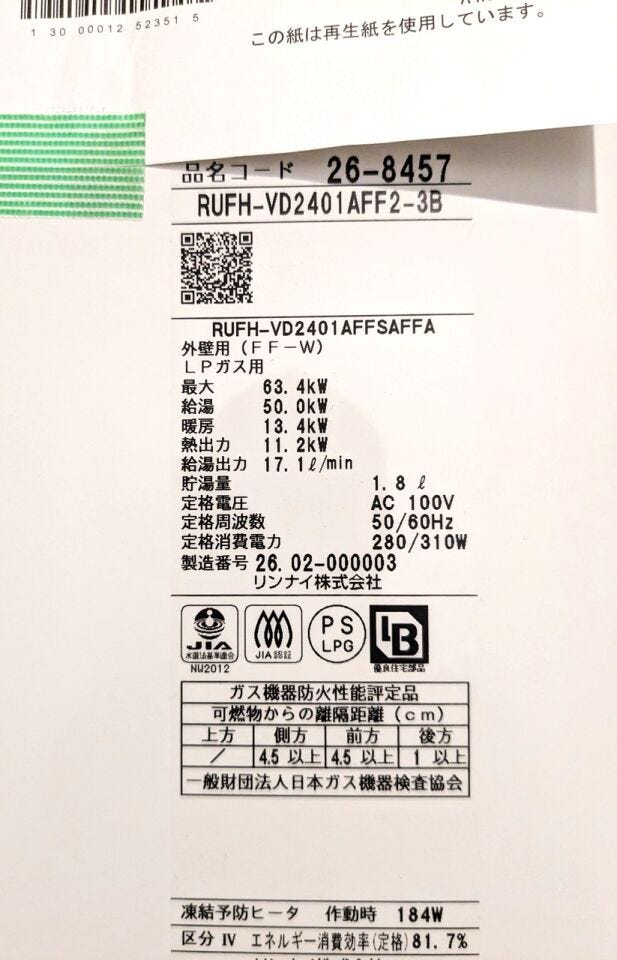 1 30 00012 52351 5
この紙は再生紙を使用しています。
品名コード 26-8457
RUFH-VD2401AFF2-3B
RUFH-VD2401AFFSAFFA
外壁用（FF-W）
LPガス用
最大 63.4kW
給湯 50.0kW
暖房 13.4kW
熱出力 11.2kW
給湯出力 17.1ℓ/min
貯湯量 1.8ℓ
定格電圧 AC 100V
定格周波数 50/60Hz
定格消費電力 280/310W
製造番号 26.02-000003
リンナイ株式会社
JIA
水道法基準適合
NW2012
JIA認証
PS
LPG
LB
優良住宅部品
ガス機器防火性能評定品
可燃物からの離隔距離（cm）
上方 側方 前方 後方
／ 4.5 以上 4.5 以上 1 以上
一般財団法人日本ガス機器検査協会
凍結予防ヒータ 作動時 184W
区分 Ⅳ エネルギー消費効率(定格)81.7%